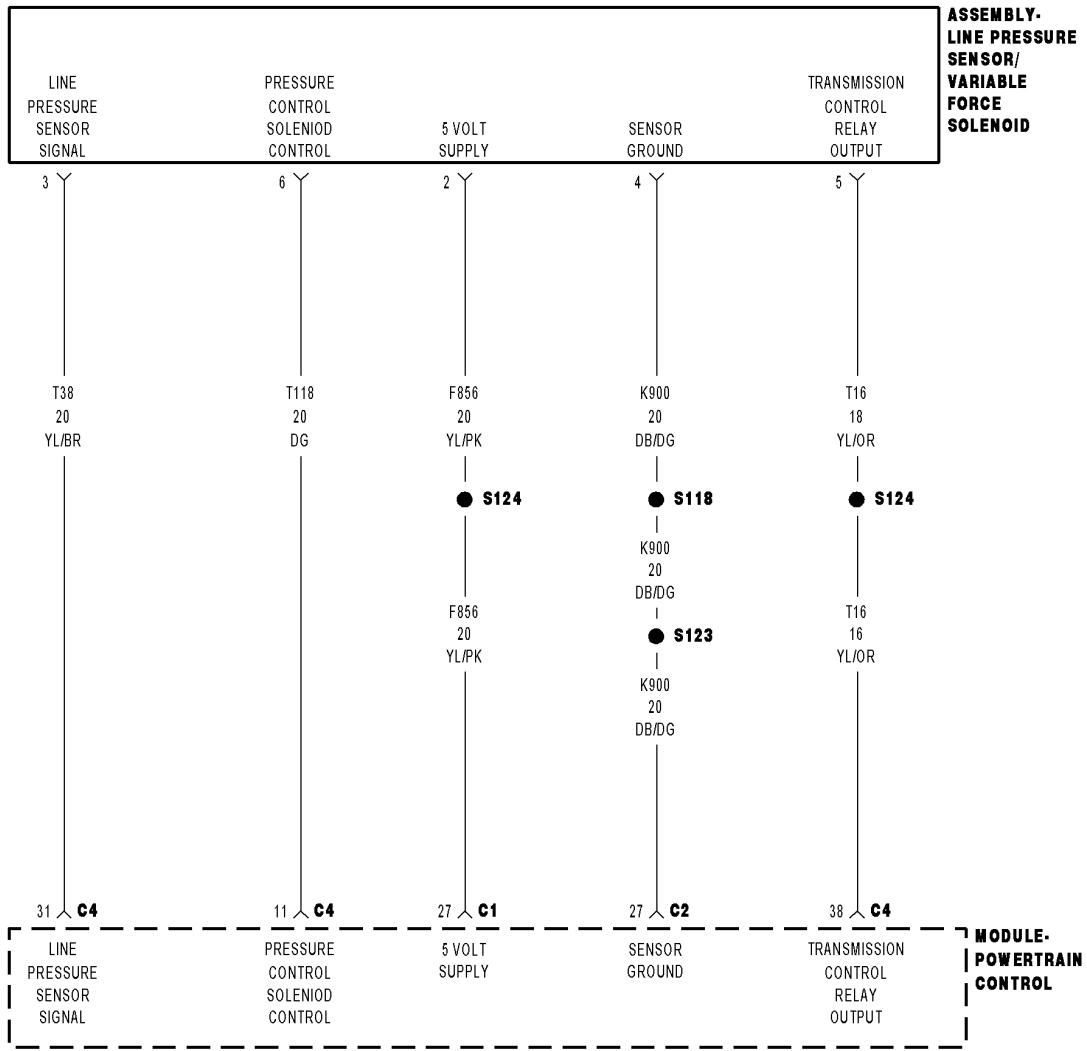 ASSEMBLY-
LINE PRESSURE
SENSOR/
VARIABLE
FORCE
SOLENOID
LINE
PRESSURE
SENSOR
SIGNAL
PRESSURE
CONTROL
SOLENIOD
CONTROL
5 VOLT
SUPPLY
SENSOR
GROUND
TRANSMISSION
CONTROL
RELAY
OUTPUT
3
6
2
4
5
T38
20
YL/BR
T118
20
DG
F856
20
YL/PK
K900
20
DB/DG
T16
18
YL/OR
S124
S118
S124
K900
20
DB/DG
F856
20
YL/PK
S123
T16
16
YL/OR
K900
20
DB/DG
31 C4
11 C4
27 C1
27 C2
38 C4
LINE
PRESSURE
SENSOR
SIGNAL
PRESSURE
CONTROL
SOLENIOD
CONTROL
5 VOLT
SUPPLY
SENSOR
GROUND
TRANSMISSION
CONTROL
RELAY
OUTPUT
MODULE-
POWERTRAIN
CONTROL